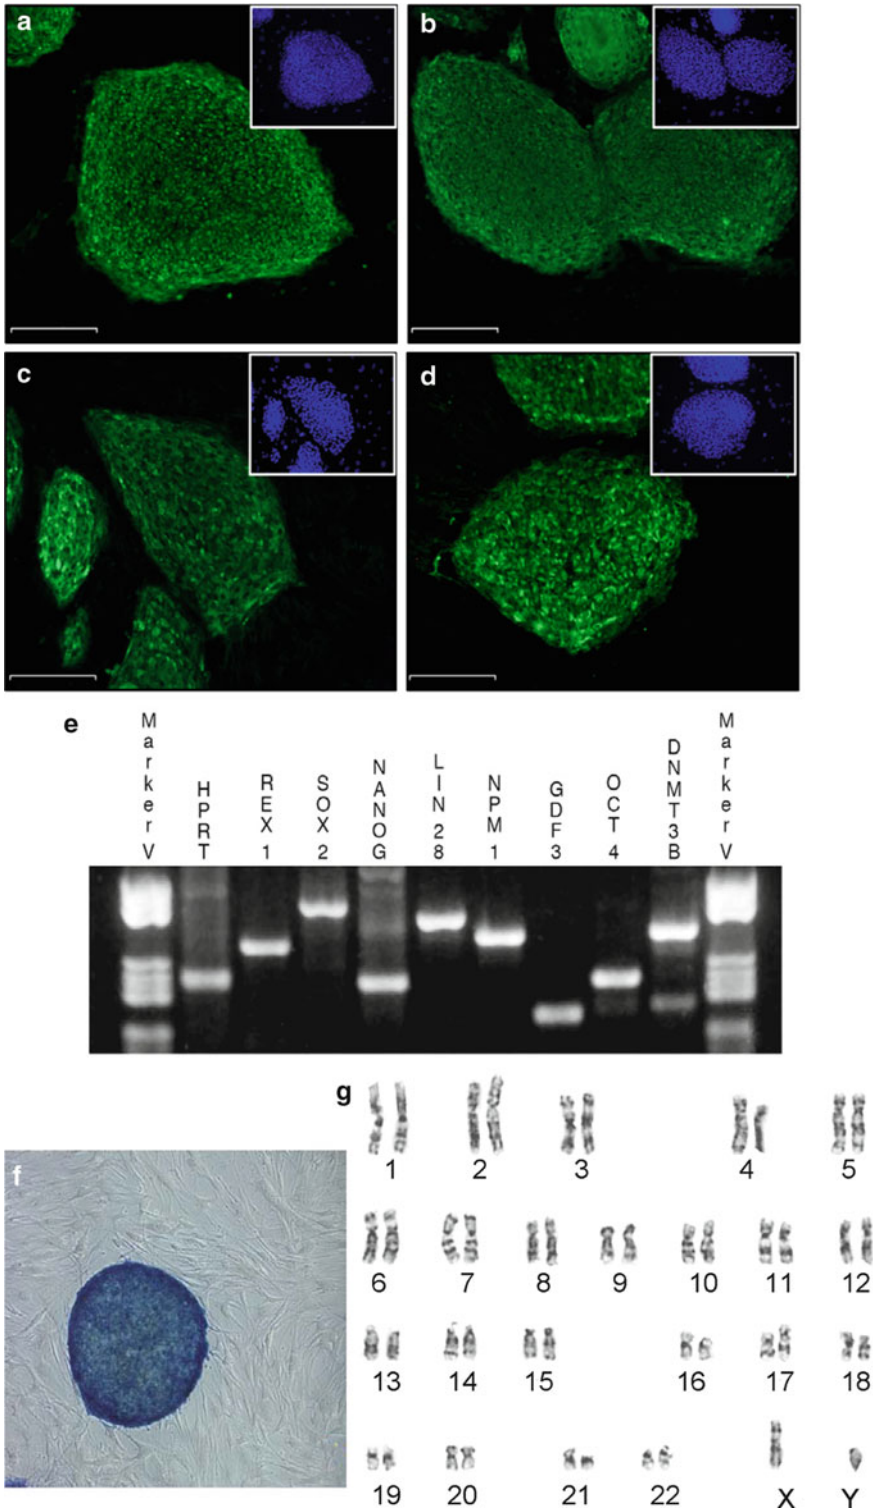 a
b
c
d
e
Marker V
HPRT
REX1
SOX2
NANOG
LIN28
NPM1
GDF3
OCT4
DNMT3B
Marker V
f
g
1 2 3 4 5
6 7 8 9 10 11 12
13 14 15 16 17 18
19 20 21 22 X Y